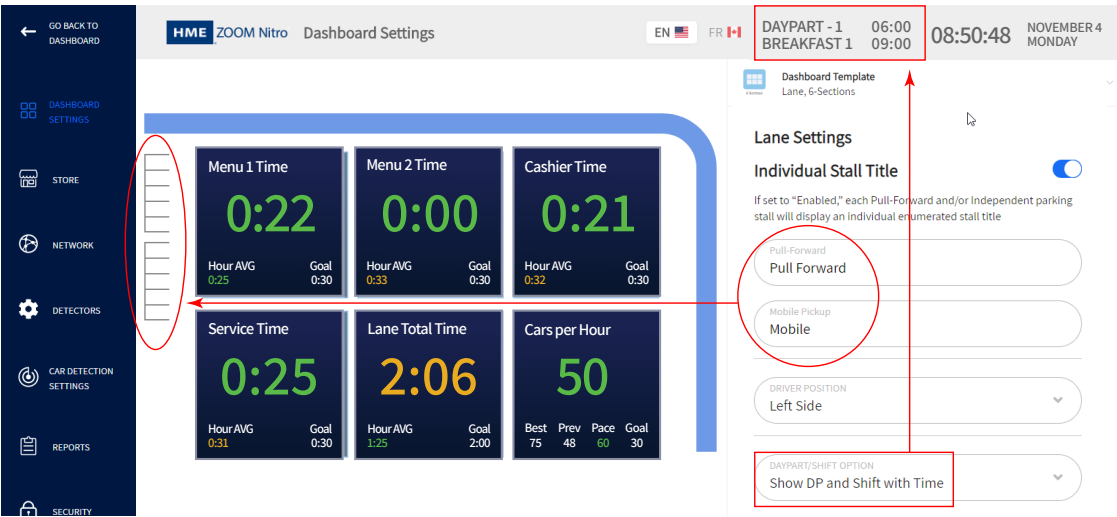 GO BACK TO
DASHBOARD
HME ZOOM Nitro Dashboard Settings
EN FR
DAYPART - 1 06:00
BREAKFAST 1 09:00
08:50:48
NOVEMBER 4
MONDAY
DASHBOARD
SETTINGS
STORE
NETWORK
DETECTORS
CAR DETECTION
SETTINGS
REPORTS
SECURITY
Menu 1 Time
0:22
Hour AVG Goal
0:25 0:30
Menu 2 Time
0:00
Hour AVG Goal
0:33 0:30
Cashier Time
0:21
Hour AVG Goal
0:32 0:30
Service Time
0:25
Hour AVG Goal
0:31 0:30
Lane Total Time
2:06
Hour AVG Goal
1:25 2:00
Cars per Hour
50
Best Prev Pace Goal
75 48 60 30
Dashboard Template
Lane, 6-Sections
Lane Settings
Individual Stall Title
If set to “Enabled,” each Pull-Forward and/or Independent parking
stall will display an individual enumerated stall title
Pull-Forward
Pull Forward
Mobile Pickup
Mobile
DRIVER POSITION
Left Side
DAYPART/SHIFT OPTION
Show DP and Shift with Time